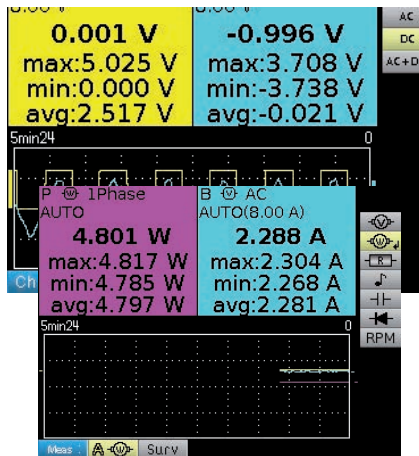 AC
0.001 V
-0.996 V
DC
max:5.025 V
max:3.708 V
AC+D
min:0.000 V
min:-3.738 V
avg:2.517 V
avg:-0.021 V
5min24
0
P W 1Phase
B V AC
AUTO
AUTO(8.00 A)
4.801 W
2.288 A
max:4.817 W
max:2.304 A
V
W
min:4.785 W
min:2.268 A
R
avg:4.797 W
avg:2.281 A
5min24
0
RPM
Ch
Meas :
A W
Surv